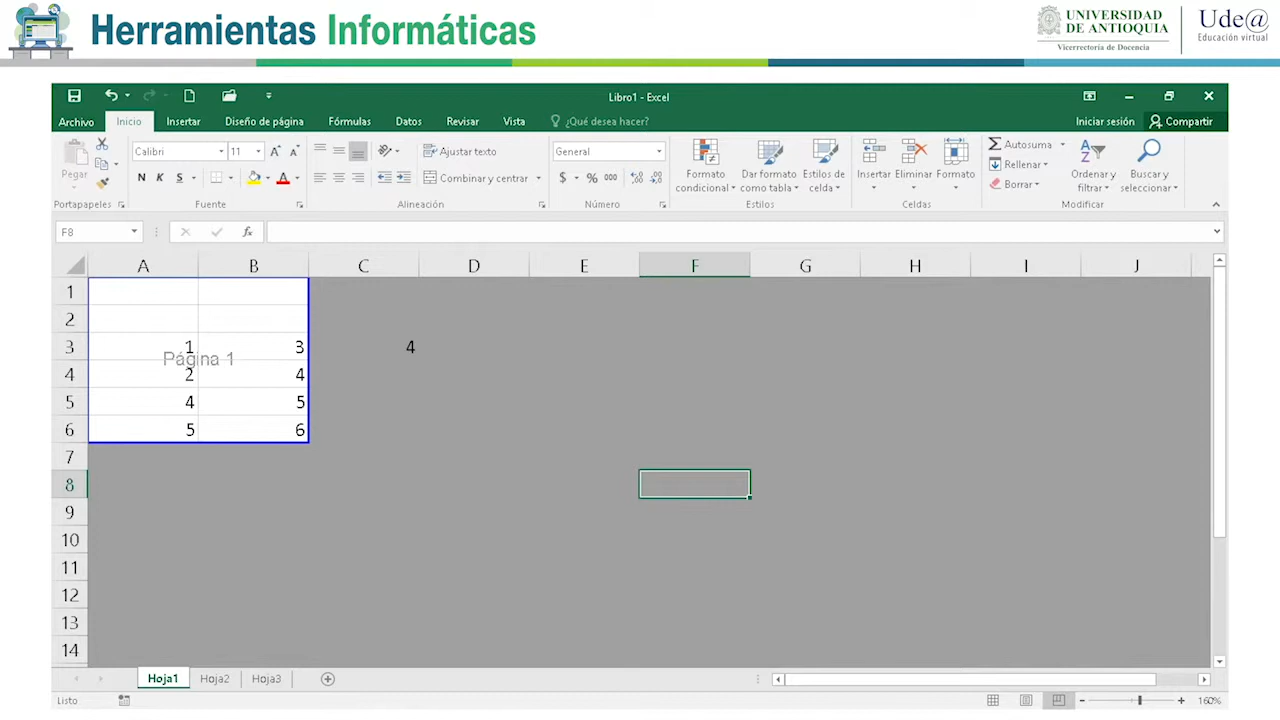 Herramientas Informáticas
UNIVERSIDAD
DE ANTIOQUIA
Vicerrectoría de Docencia
Ude@
Educación virtual
Libro1 - Excel
Archivo Inicio Insertar Diseño de página Fórmulas Datos Revisar Vista ¿Qué desea hacer? Iniciar sesión Compartir
Pegar
Calibri 11
N K S
Ajustar texto
Combinar y centrar
General
$ % 000
Formato condicional
Dar formato como tabla
Estilos de celda
Insertar Eliminar Formato
Autosuma
Rellenar
Borrar
Ordenar y filtrar
Buscar y seleccionar
Portapapeles Fuente Alineación Número Estilos Celdas Modificar
F8 fx
A B C D E F G H I J
1
2
3 1 3 4
Página 1
4 2 4
5 4 5
6 5 6
7
8
9
10
11
12
13
14
Hoja1 Hoja2 Hoja3
Listo 160%